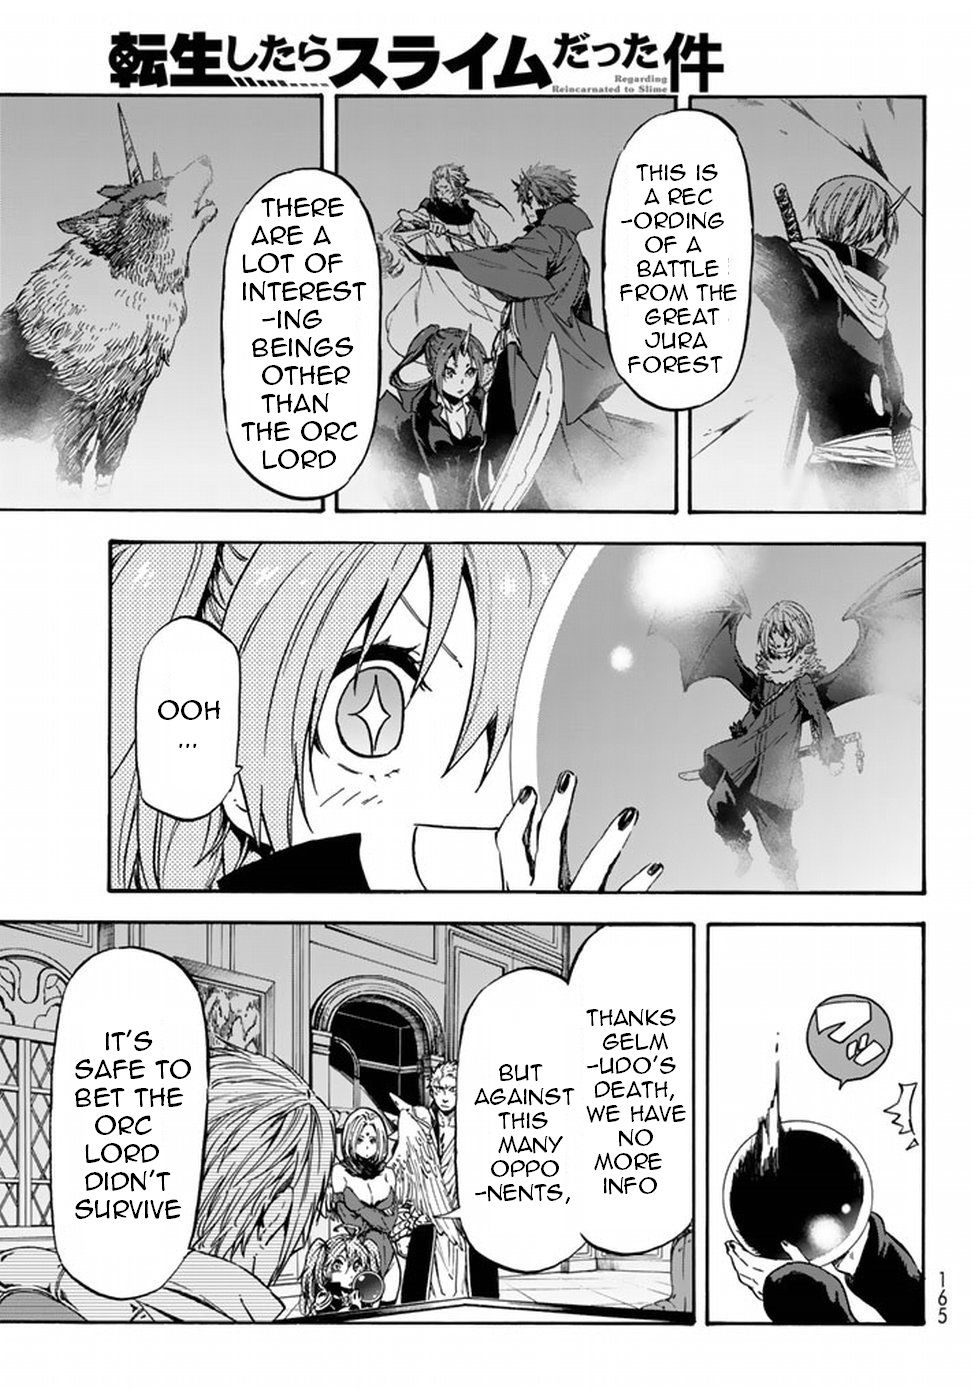 転生したらスライムだった件
Regarding
Reincarnated to Slime
THIS IS
A REC
-ORDING
OF A
BATTLE
FROM THE
GREAT
JURA
FOREST
THERE
ARE A
LOT OF
INTEREST
-ING
BEINGS
OTHER
THAN
THE ORC
LORD
OOH
...
THANKS
GELM
-UDO'S
DEATH,
WE HAVE
NO
MORE
INFO
BUT
AGAINST
THIS
MANY
OPPO
-NENTS,
IT'S
SAFE TO
BET THE
ORC
LORD
DIDN'T
SURVIVE
165